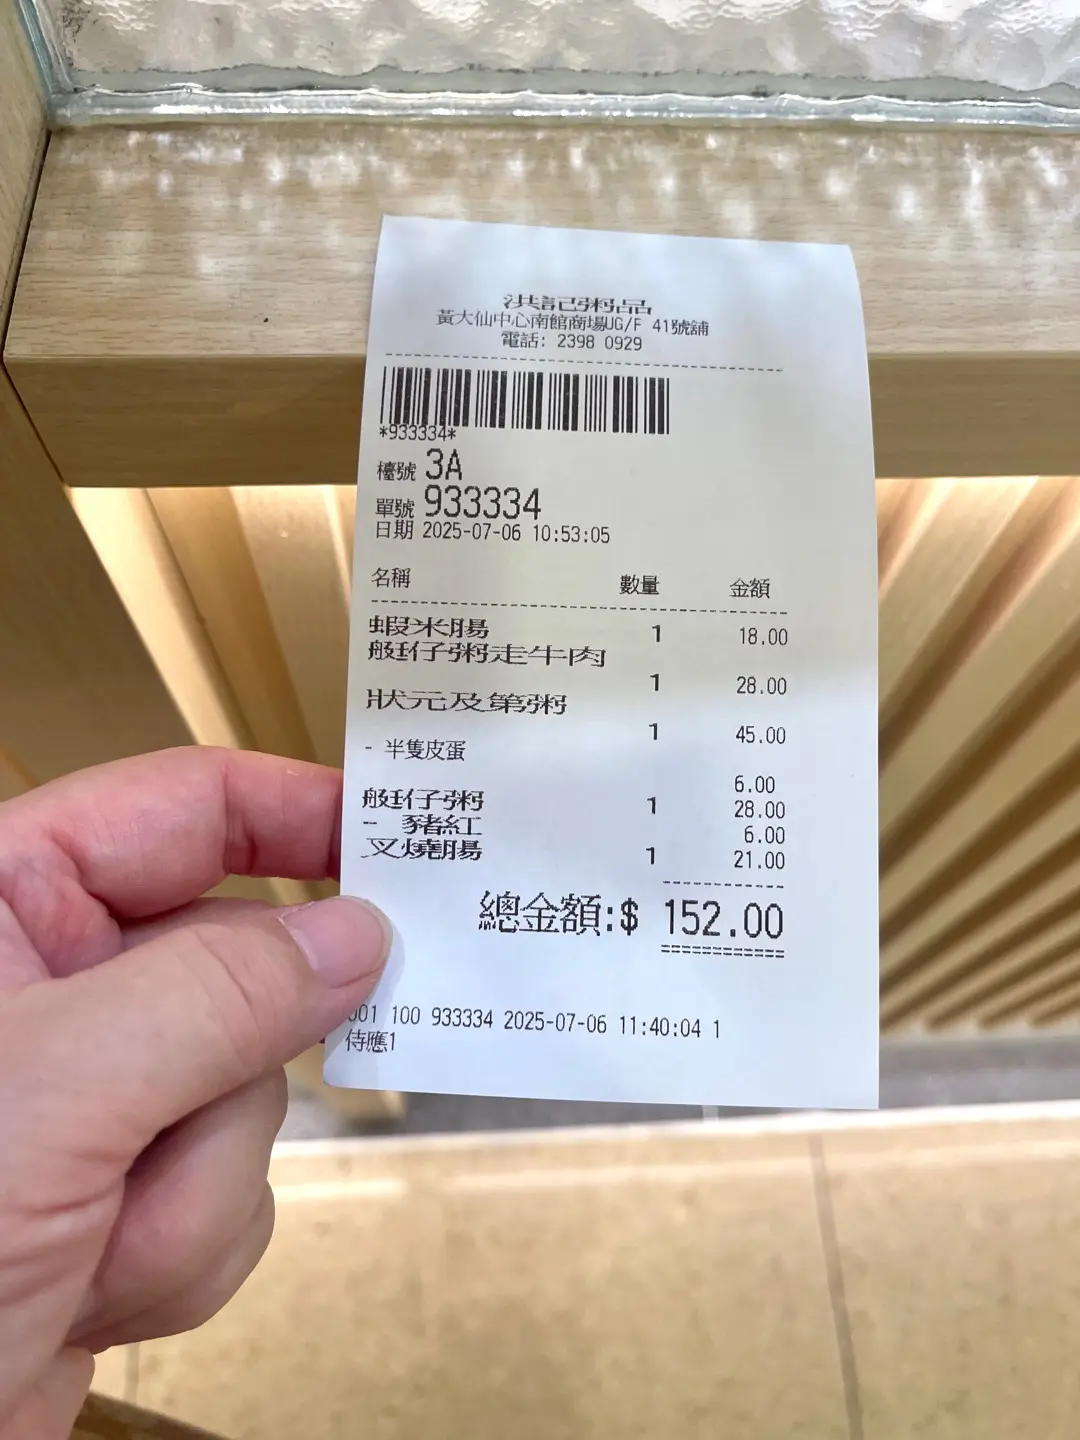 洪記粥品
黃大仙中心南館商場UG/F 41號舖
電話: 2398 0929
*933334*
檯號 3A
單號 933334
日期 2025-07-06 10:53:05
名稱 數量 金額
蝦米腸 1 18.00
艇仔粥走牛肉
1 28.00
狀元及第粥
1 45.00
- 半隻皮蛋
6.00
艇仔粥 1 28.00
- 豬紅 6.00
叉燒腸 1 21.00
總金額:$ 152.00
001 100 933334 2025-07-06 11:40:04 1
侍應1